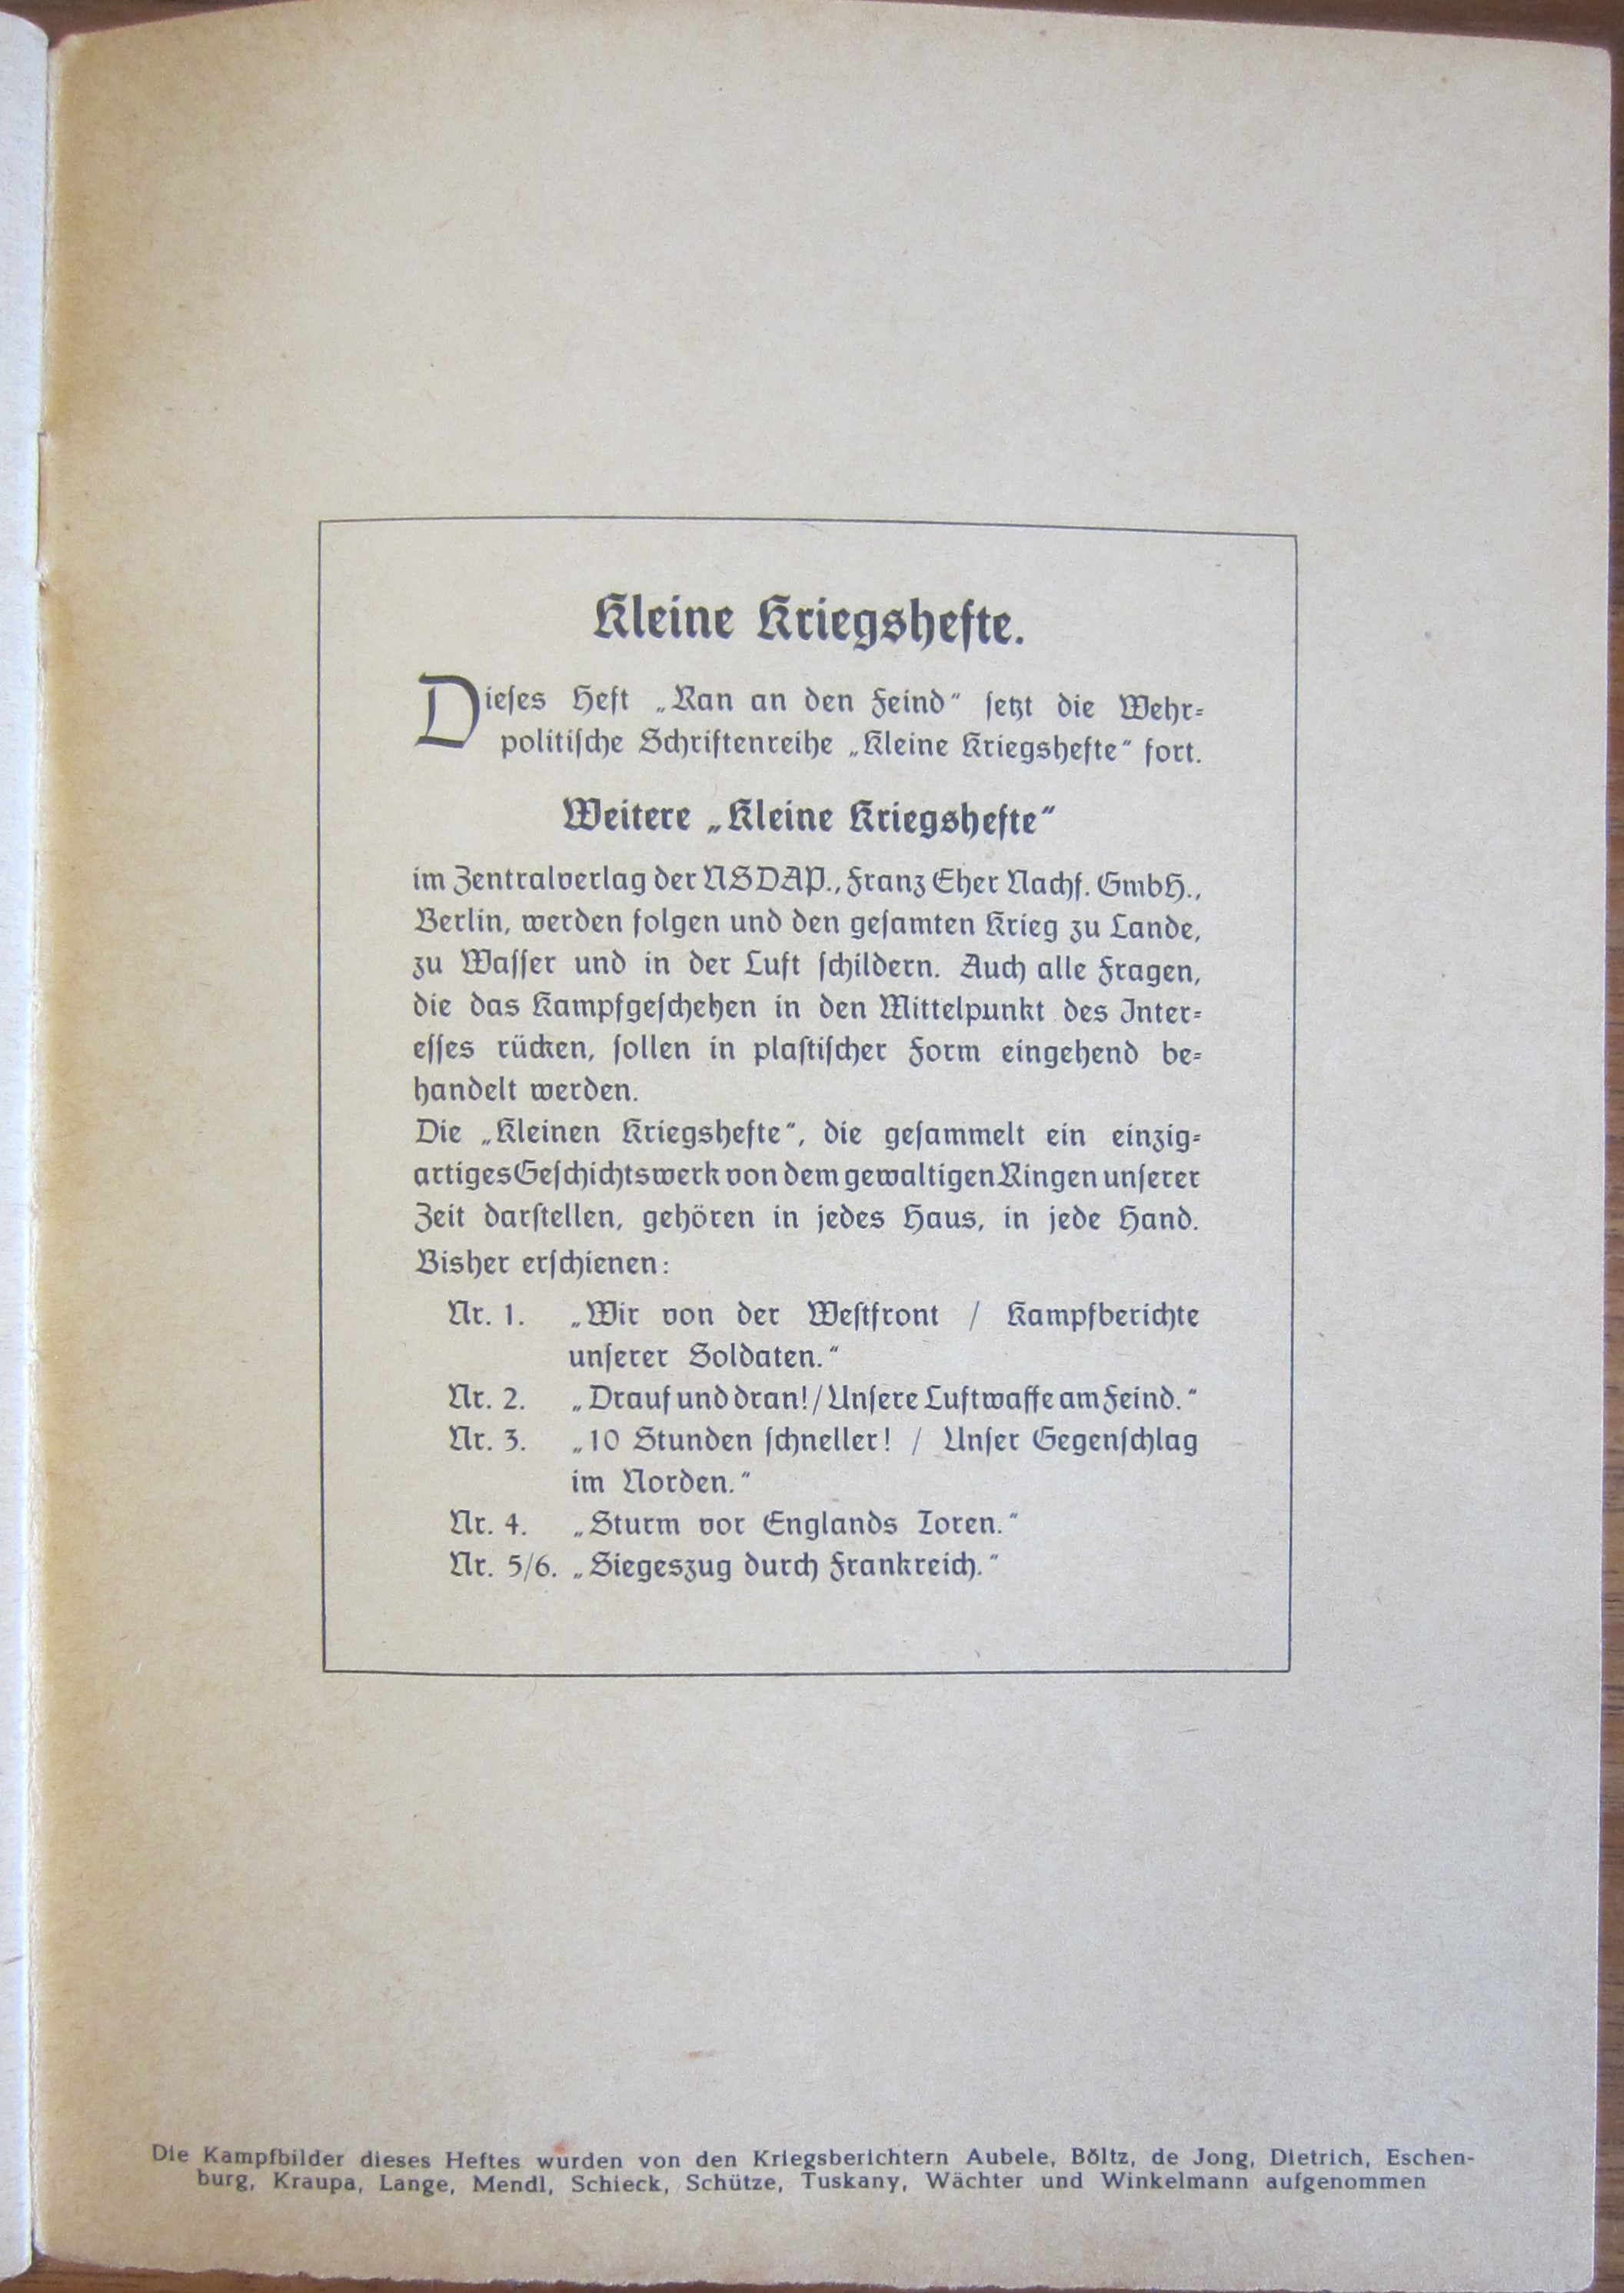 Kleine Kriegshefte.
Dieses Heft „Ran an den Feind“ setzt die Wehr-
politische Schriftenreihe „Kleine Kriegshefte“ fort.
Weitere „Kleine Kriegshefte“
im Zentralverlag der NSDAP., Franz Eher Nachf. GmbH.,
Berlin, werden folgen und den gesamten Krieg zu Lande,
zu Wasser und in der Luft schildern. Auch alle Fragen,
die das Kampfgeschehen in den Mittelpunkt des Inter-
esses rücken, sollen in plastischer Form eingehend be-
handelt werden.
Die „Kleinen Kriegshefte“, die gesammelt ein einzig-
artiges Geschichtswerk von dem gewaltigen Ringen unserer
Zeit darstellen, gehören in jedes Haus, in jede Hand.
Bisher erschienen:
Nr. 1. „Wir von der Westfront / Kampfberichte
unserer Soldaten.“
Nr. 2. „Drauf und dran! / Unsere Luftwaffe am Feind.“
Nr. 3. „10 Stunden schneller! / Unser Gegenschlag
im Norden.“
Nr. 4. „Sturm vor Englands Toren.“
Nr. 5/6. „Siegeszug durch Frankreich.“
Die Kampfbilder dieses Heftes wurden von den Kriegsberichtern Aubele, Böltz, de Jong, Dietrich, Eschen-
burg, Kraupa, Lange, Mendl, Schieck, Schütze, Tuskany, Wächter und Winkelmann aufgenommen